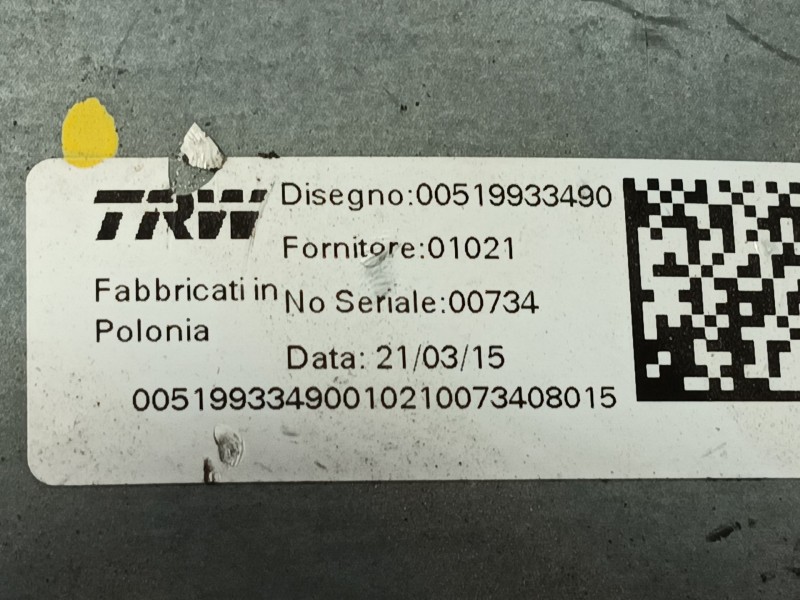 TRW
Disegno:00519933490
Fornitore:01021
Fabbricati in
Polonia
No Seriale:00734
Data: 21/03/15
00519933490010210073408015